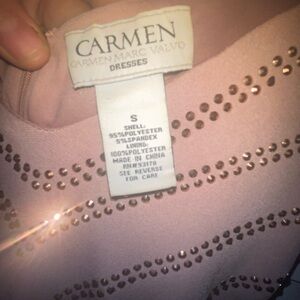 CARMEN
CARMEN MARC VALVO
DRESSES
S
SHELL:
95%POLYESTER
5%SPANDEX
LINING:
100%POLYESTER
MADE IN CHINA
SEE REVERSE
FOR CARE